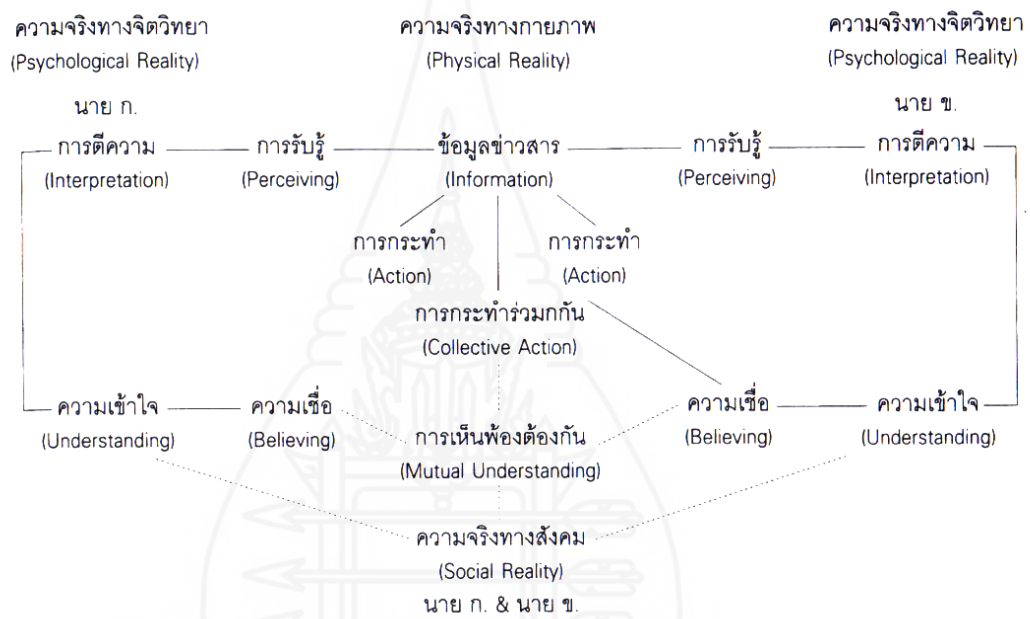 ความจริงทางจิตวิทยา ความจริงทางกายภาพ ความจริงทางจิตวิทยา
(Psychological Reality) (Physical Reality) (Psychological Reality)
นาย ก. นาย ข.
การตีความ การรับรู้ ข้อมูลข่าวสาร การรับรู้ การตีความ
(Interpretation) (Perceiving) (Information) (Perceiving) (Interpretation)
การกระทำ การกระทำ
(Action) (Action)
การกระทำร่วมกกัน
(Collective Action)
ความเข้าใจ ความเชื่อ ความเชื่อ ความเข้าใจ
(Understanding) (Believing) (Believing) (Understanding)
การเห็นพ้องต้องกัน
(Mutual Understanding)
ความจริงทางสังคม
(Social Reality)
นาย ก. & นาย ข.